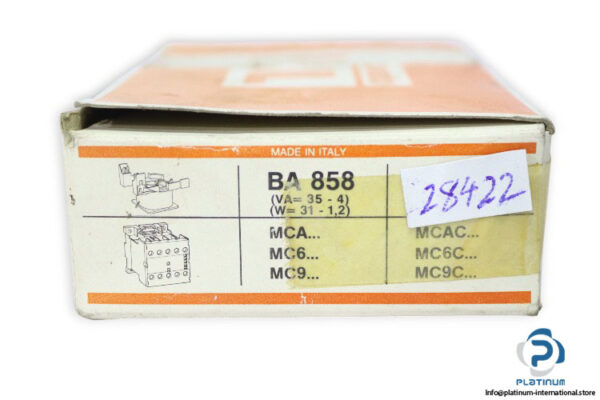 MADE IN ITALY
BA 858
(VA= 35 - 4)
(W= 31 - 1,2)
28422
MCA... MCAC...
MC6... MC6C...
MC9... MC9C...
PLATINUM
Info@platinum-international.store